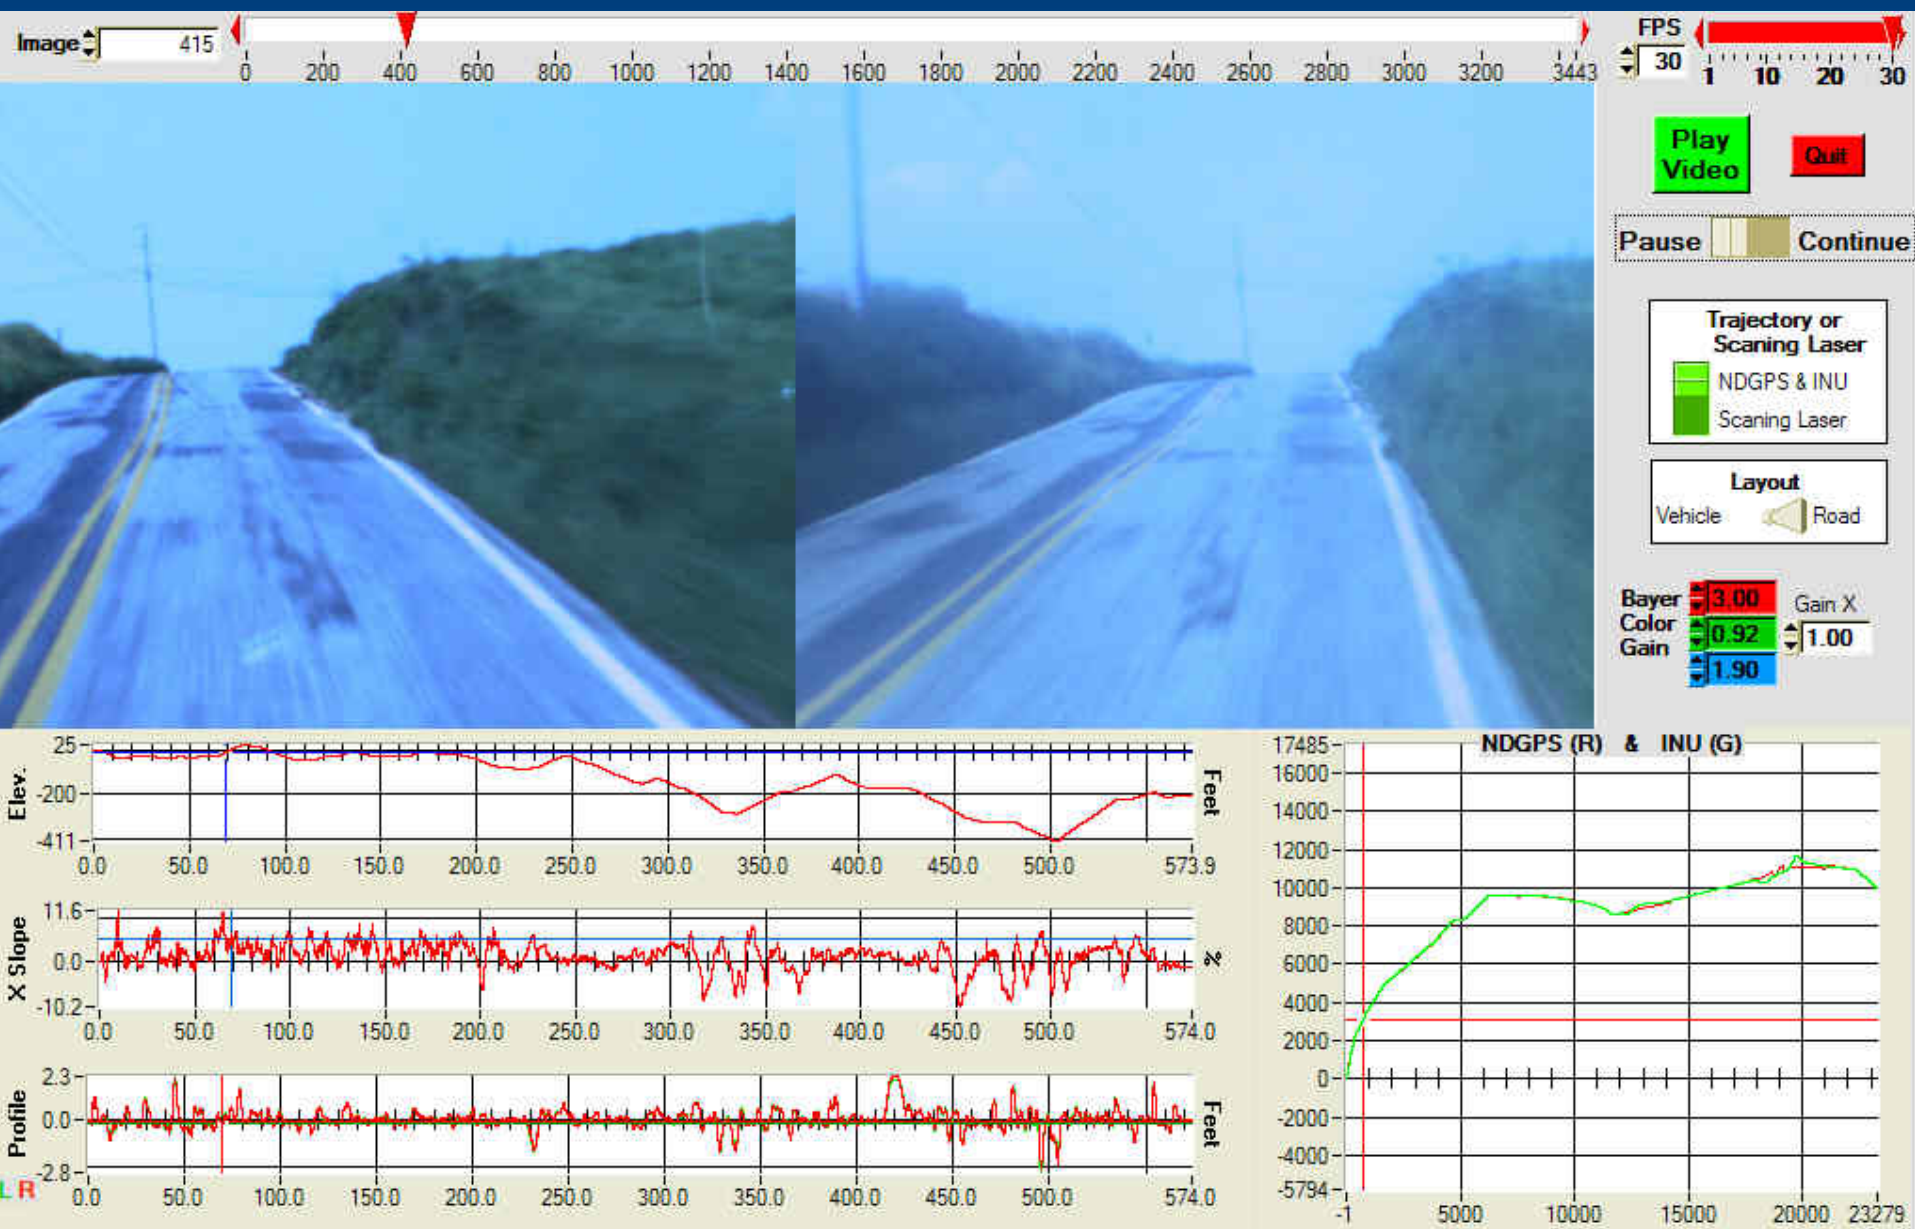 Image 415
0 200 400 600 800 1000 1200 1400 1600 1800 2000 2200 2400 2600 2800 3000 3200 3443
FPS
30
1 10 20 30
Play
Video
Quit
Pause Continue
Trajectory or
Scaning Laser
NDGPS & INU
Scaning Laser
Layout
Vehicle Road
Bayer
Color
Gain
3.00
0.92
1.90
Gain X
1.00
Elev.
25
-200
-411
0.0 50.0 100.0 150.0 200.0 250.0 300.0 350.0 400.0 450.0 500.0 573.9
Feet
X Slope
11.6
0.0
-10.2
0.0 50.0 100.0 150.0 200.0 250.0 300.0 350.0 400.0 450.0 500.0 574.0
%
Profile
2.3
0.0
-2.8
L R
0.0 50.0 100.0 150.0 200.0 250.0 300.0 350.0 400.0 450.0 500.0 574.0
Feet
NDGPS (R) & INU (G)
17485
16000
14000
12000
10000
8000
6000
4000
2000
0
-2000
-4000
-5794
-1 5000 10000 15000 20000 23279